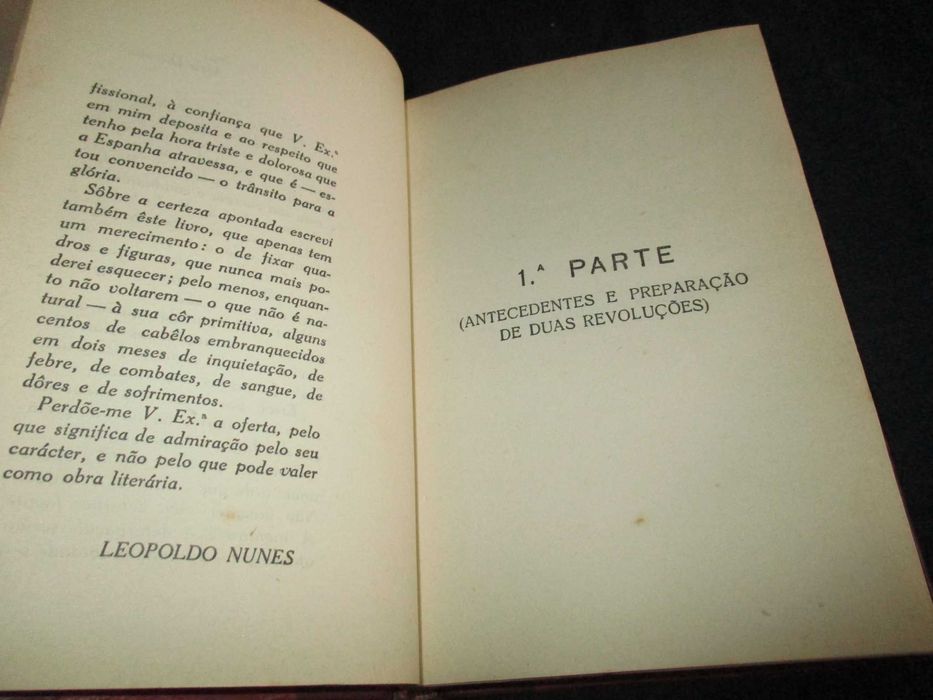 fissional, à confiança que V. Ex.ª
em mim deposita e ao respeito que
tenho pela hora triste e dolorosa que
a Espanha atravessa, e que é — es-
tou convencido — o trânsito para a
glória.
Sôbre a certeza apontada escrevi
também êste livro, que apenas tem
um merecimento: o de fixar qua-
dros e figuras, que nunca mais po-
derei esquecer; pelo menos, enquan-
to não voltarem — o que não é na-
tural — à sua côr primitiva, alguns
centos de cabêlos embranquecidos
em dois meses de inquietação, de
febre, de combates, de sangue, de
dôres e de sofrimentos.
Perdõe-me V. Ex.ª a oferta, pelo
que significa de admiração pelo seu
carácter, e não pelo que pode valer
como obra literária.
LEOPOLDO NUNES
1.ª PARTE
(ANTECEDENTES E PREPARAÇÃO
DE DUAS REVOLUÇÕES)